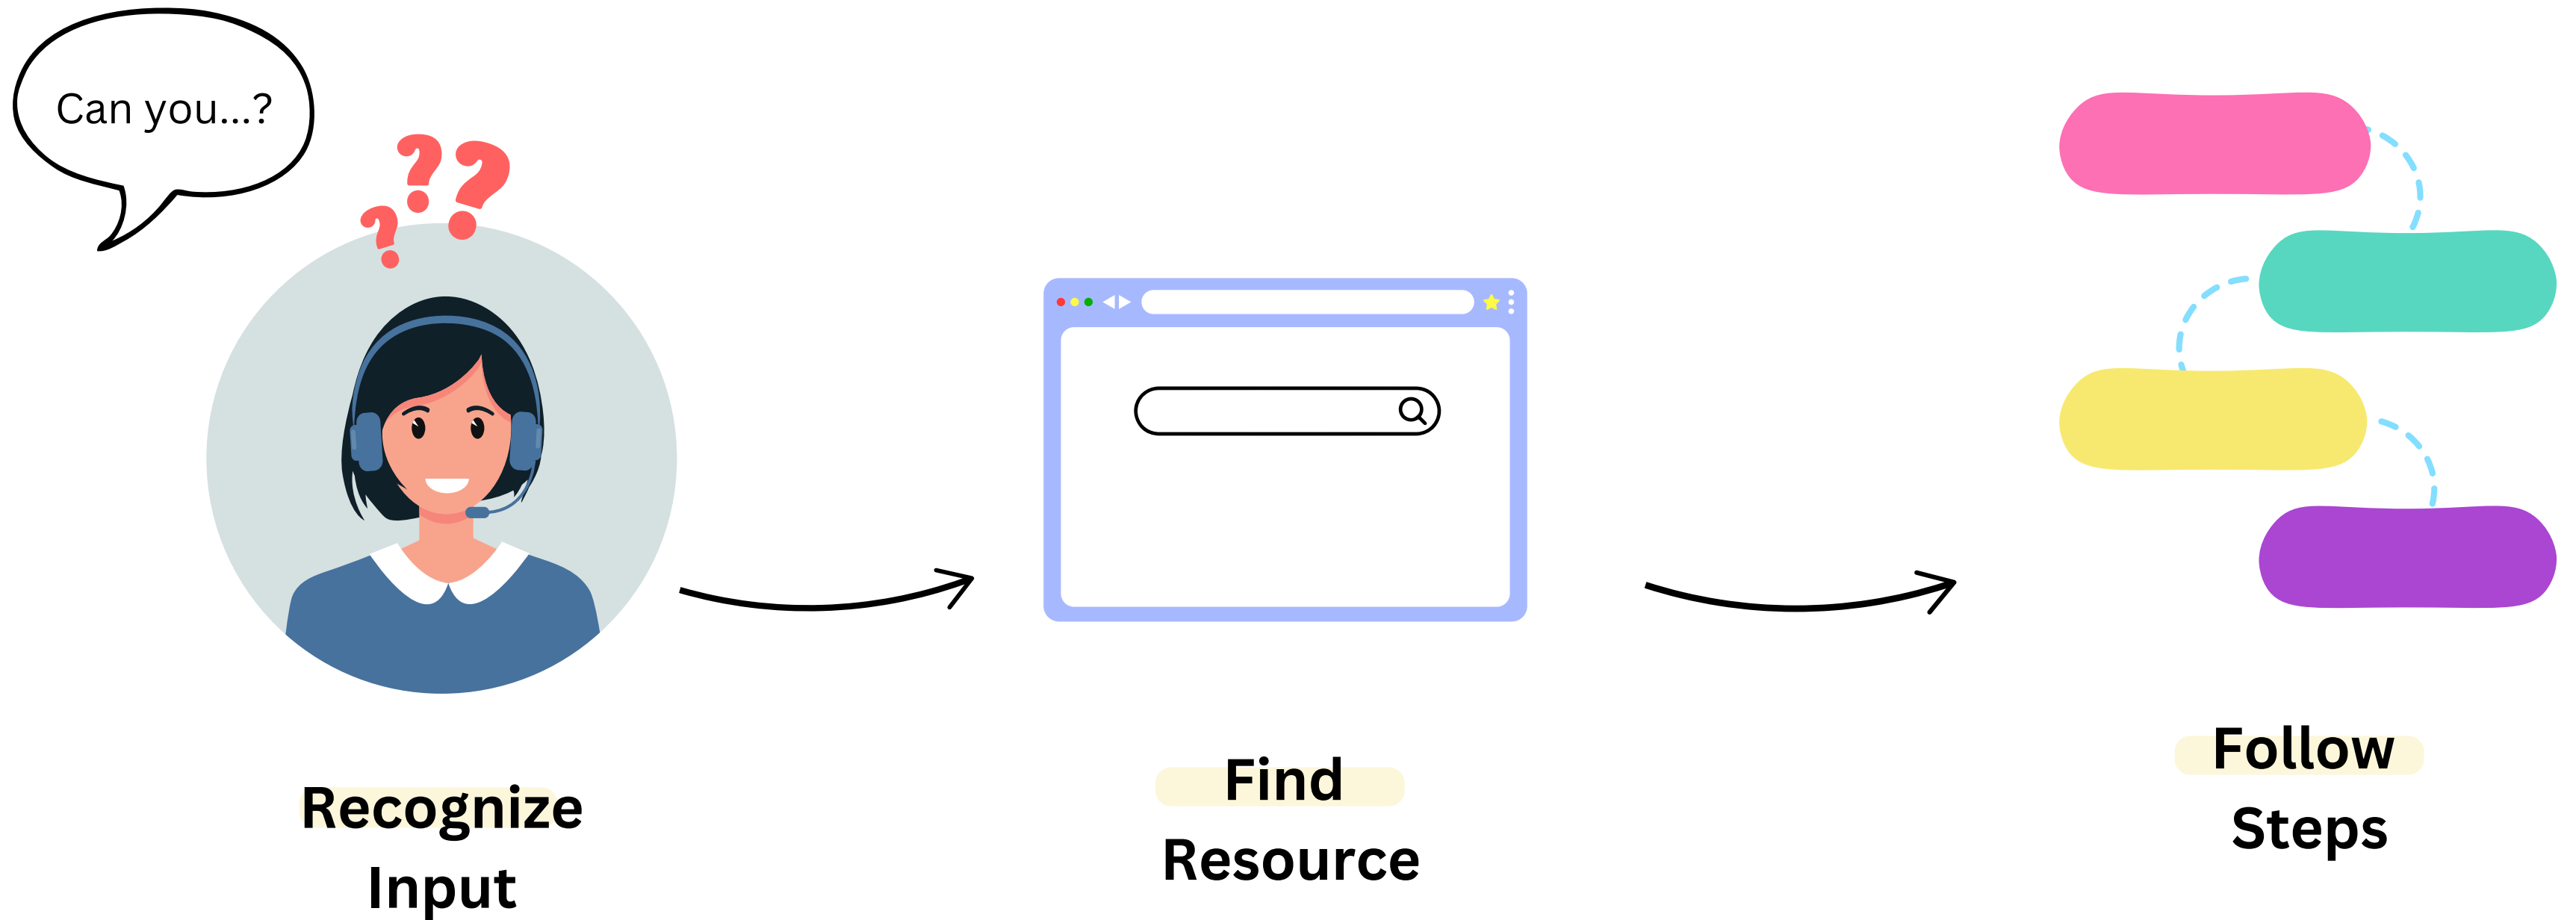 Can you...?
? ? ?
Recognize
Input
Find
Resource
Follow
Steps